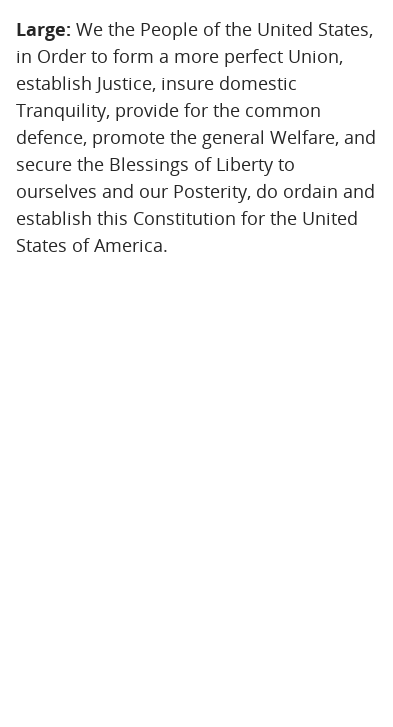 Large: We the People of the United States,
in Order to form a more perfect Union,
establish Justice, insure domestic
Tranquility, provide for the common
defence, promote the general Welfare, and
secure the Blessings of Liberty to
ourselves and our Posterity, do ordain and
establish this Constitution for the United
States of America.